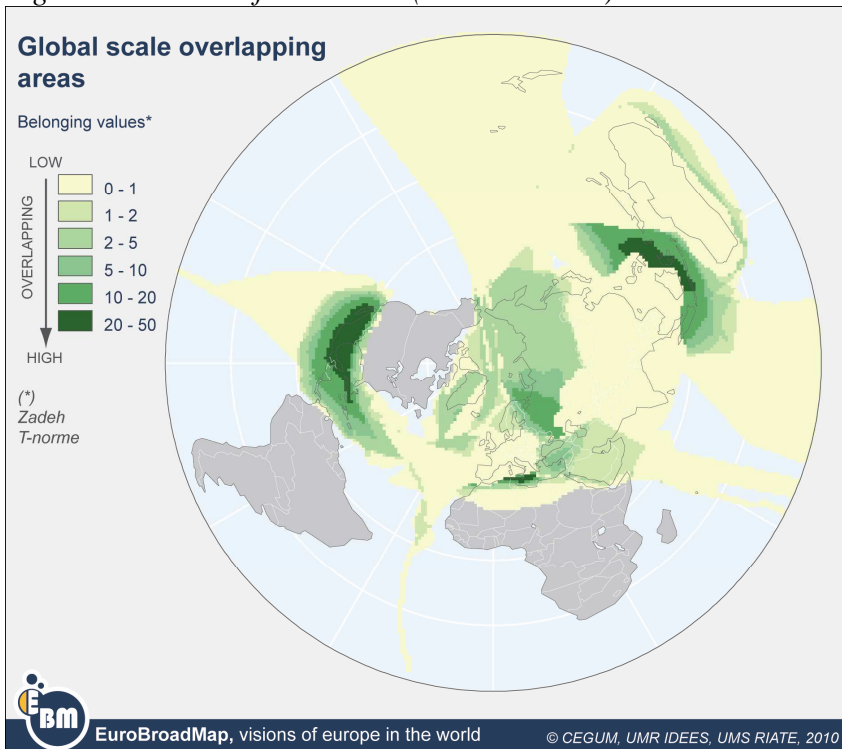 Global scale overlapping
areas
Belonging values*
LOW
OVERLAPPING
0 - 1
1 - 2
2 - 5
5 - 10
10 - 20
20 - 50
HIGH
(*)
Zadeh
T-norme
EBM
EuroBroadMap, visions of europe in the world
© CEGUM, UMR IDEES, UMS RIATE, 2010